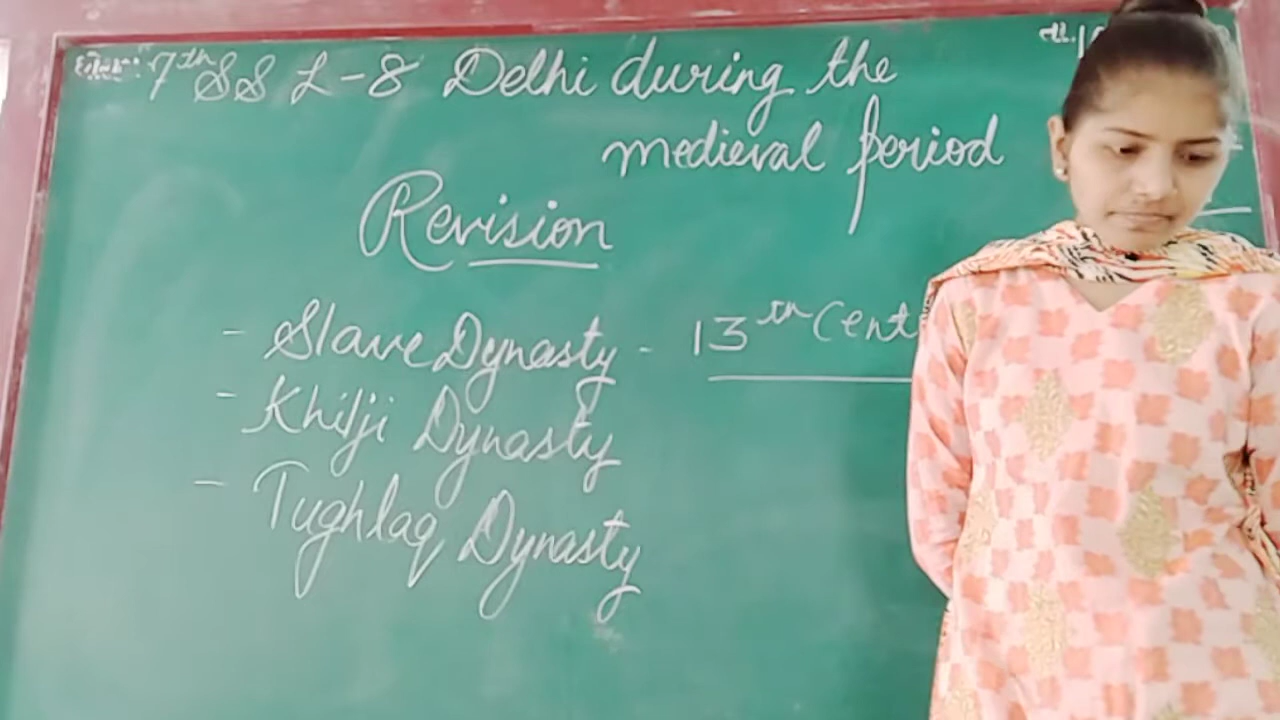 7th SS L-8 Delhi during the
medieval period
Revision
- Slave Dynasty - 13th Cent
- Khilji Dynasty
- Tughlaq Dynasty
તા.